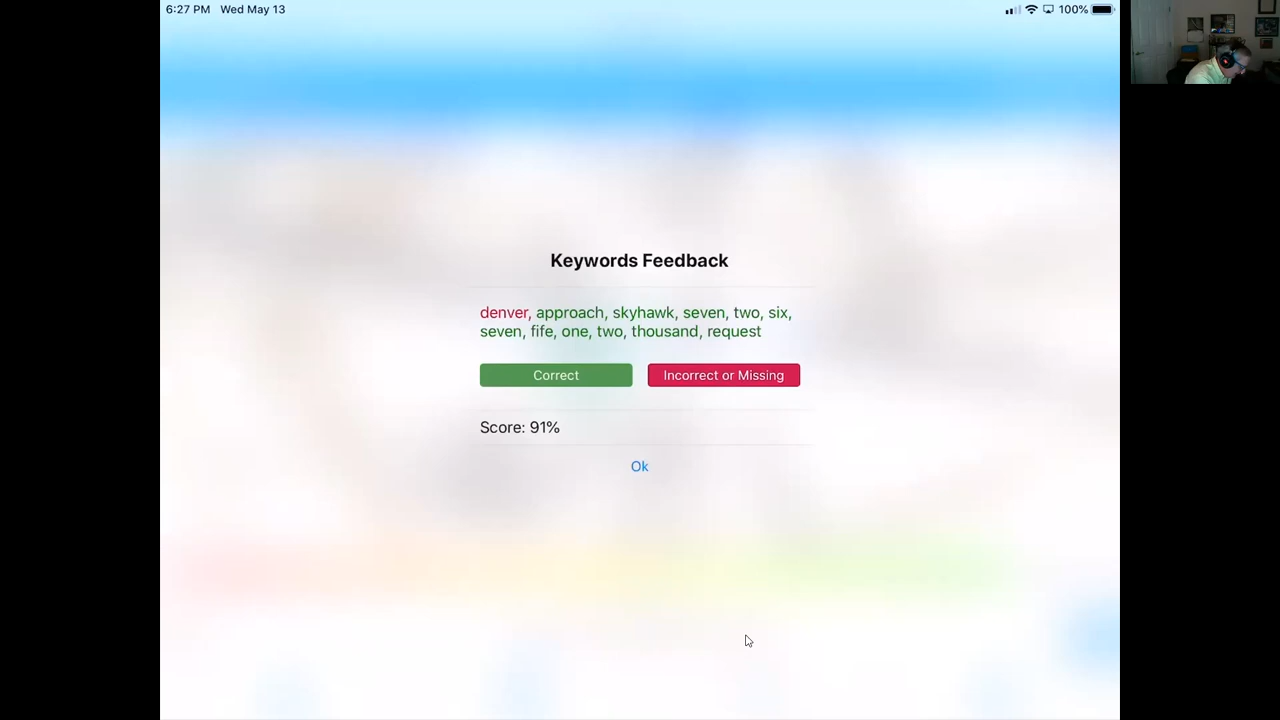 6:27 PM Wed May 13
100%
Keywords Feedback
denver, approach, skyhawk, seven, two, six,
seven, fife, one, two, thousand, request
Correct
Incorrect or Missing
Score: 91%
Ok